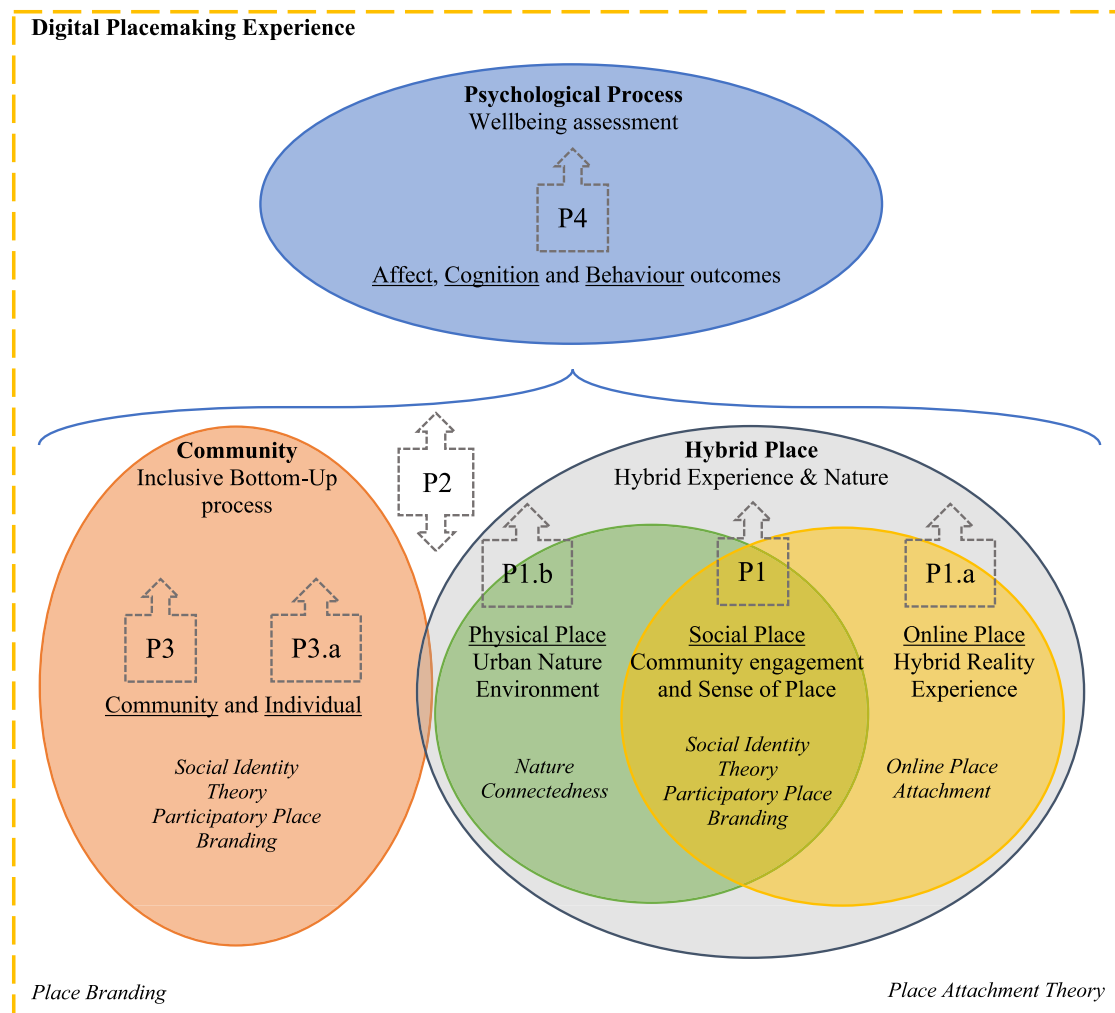 Digital Placemaking Experience
Psychological Process
Wellbeing assessment
P4
Affect, Cognition and Behaviour outcomes
Community
Inclusive Bottom-Up
process
P3
P3.a
Community and Individual
Social Identity
Theory
Participatory Place
Branding
P2
Hybrid Place
Hybrid Experience & Nature
P1.b
Physical Place
Urban Nature
Environment
Nature
Connectedness
P1
Social Place
Community engagement
and Sense of Place
Social Identity
Theory
Participatory Place
Branding
P1.a
Online Place
Hybrid Reality
Experience
Online Place
Attachment
Place Branding
Place Attachment Theory